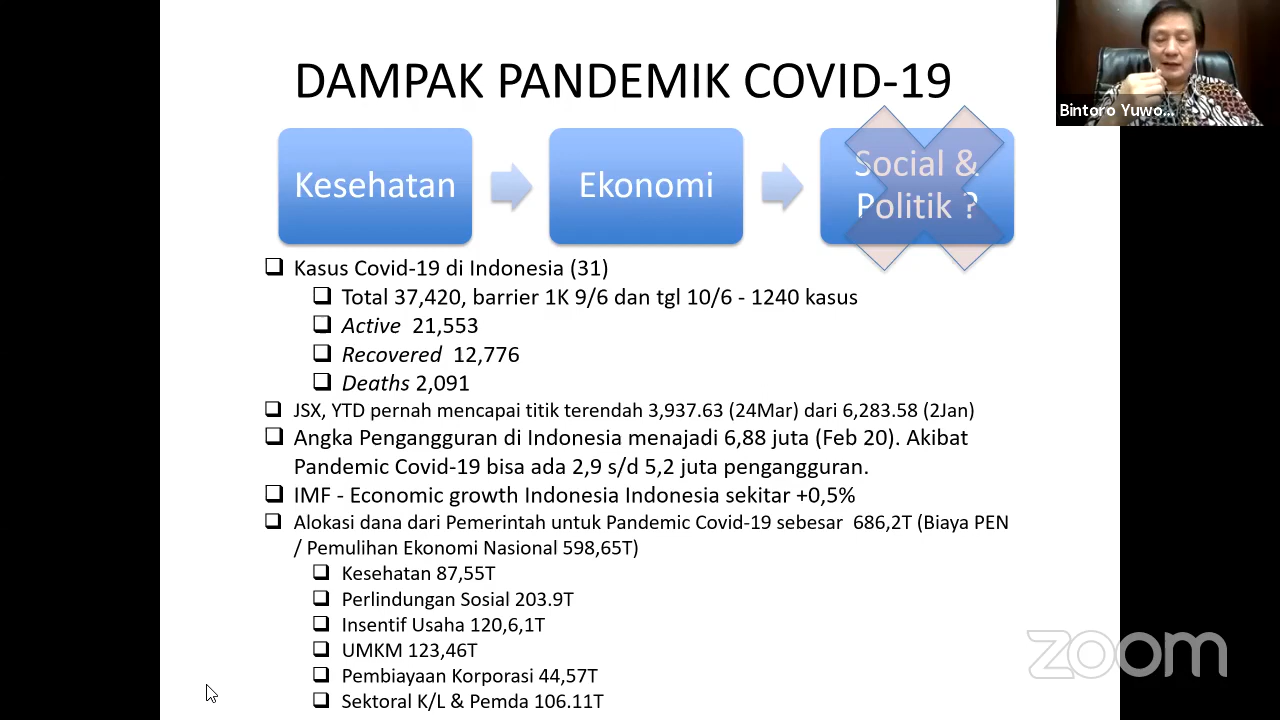 DAMPAK PANDEMIK COVID-19
Bintoro Yuwo...
Kesehatan
Ekonomi
Social &
Politik ?
Kasus Covid-19 di Indonesia (31)
Total 37,420, barrier 1K 9/6 dan tgl 10/6 - 1240 kasus
Active 21,553
Recovered 12,776
Deaths 2,091
JSX, YTD pernah mencapai titik terendah 3,937.63 (24Mar) dari 6,283.58 (2Jan)
Angka Pengangguran di Indonesia menajadi 6,88 juta (Feb 20). Akibat
Pandemic Covid-19 bisa ada 2,9 s/d 5,2 juta pengangguran.
IMF - Economic growth Indonesia Indonesia sekitar +0,5%
Alokasi dana dari Pemerintah untuk Pandemic Covid-19 sebesar 686,2T (Biaya PEN
/ Pemulihan Ekonomi Nasional 598,65T)
Kesehatan 87,55T
Perlindungan Sosial 203.9T
Insentif Usaha 120,6,1T
UMKM 123,46T
Pembiayaan Korporasi 44,57T
Sektoral K/L & Pemda 106.11T
zoom